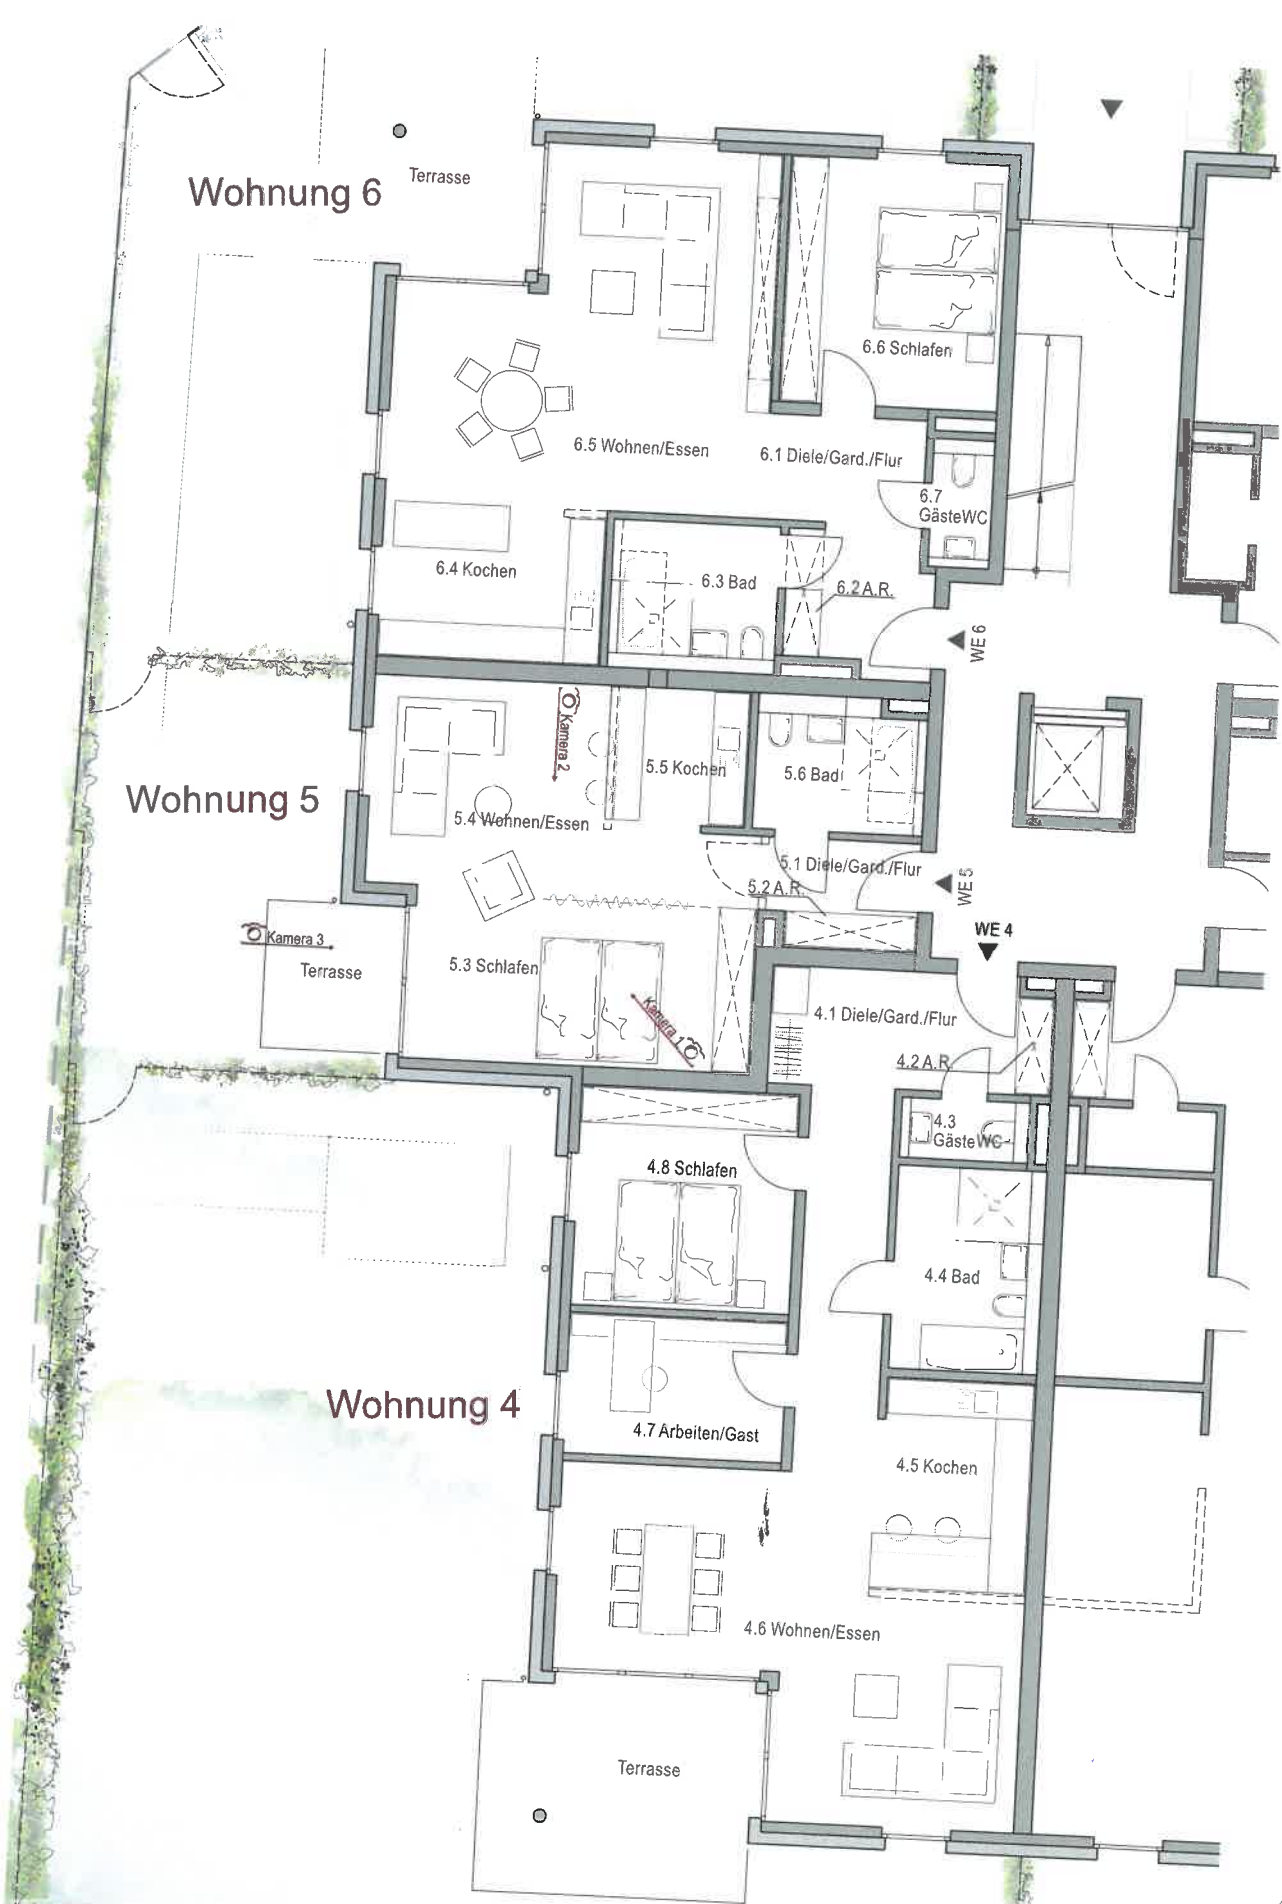 Terrasse
Wohnung 6
6.6 Schlafen
6.5 Wohnen/Essen
6.1 Diele/Gard./Flur
6.7
GästeWC
6.4 Kochen
6.3 Bad
6.2 A.R.
WE 6
Kamera 2
5.5 Kochen
5.6 Bad
Wohnung 5
5.4 Wohnen/Essen
5.1 Diele/Gard./Flur
5.2 A.R.
WE 5
WE 4
Kamera 3
Terrasse
5.3 Schlafen
Kamera 1
4.1 Diele/Gard./Flur
4.2 A.R.
4.3
GästeWC
4.8 Schlafen
4.4 Bad
Wohnung 4
4.7 Arbeiten/Gast
4.5 Kochen
4.6 Wohnen/Essen
Terrasse